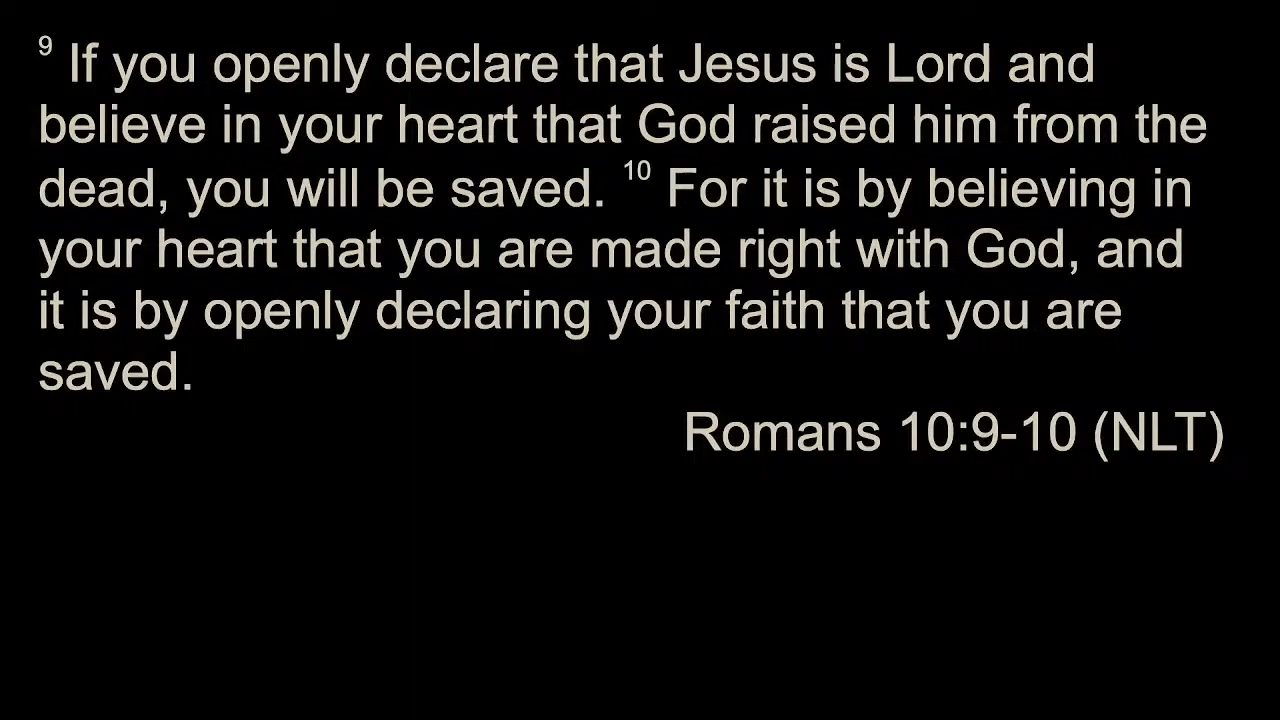 9 If you openly declare that Jesus is Lord and
believe in your heart that God raised him from the
dead, you will be saved. 10 For it is by believing in
your heart that you are made right with God, and
it is by openly declaring your faith that you are
saved.
Romans 10:9-10 (NLT)